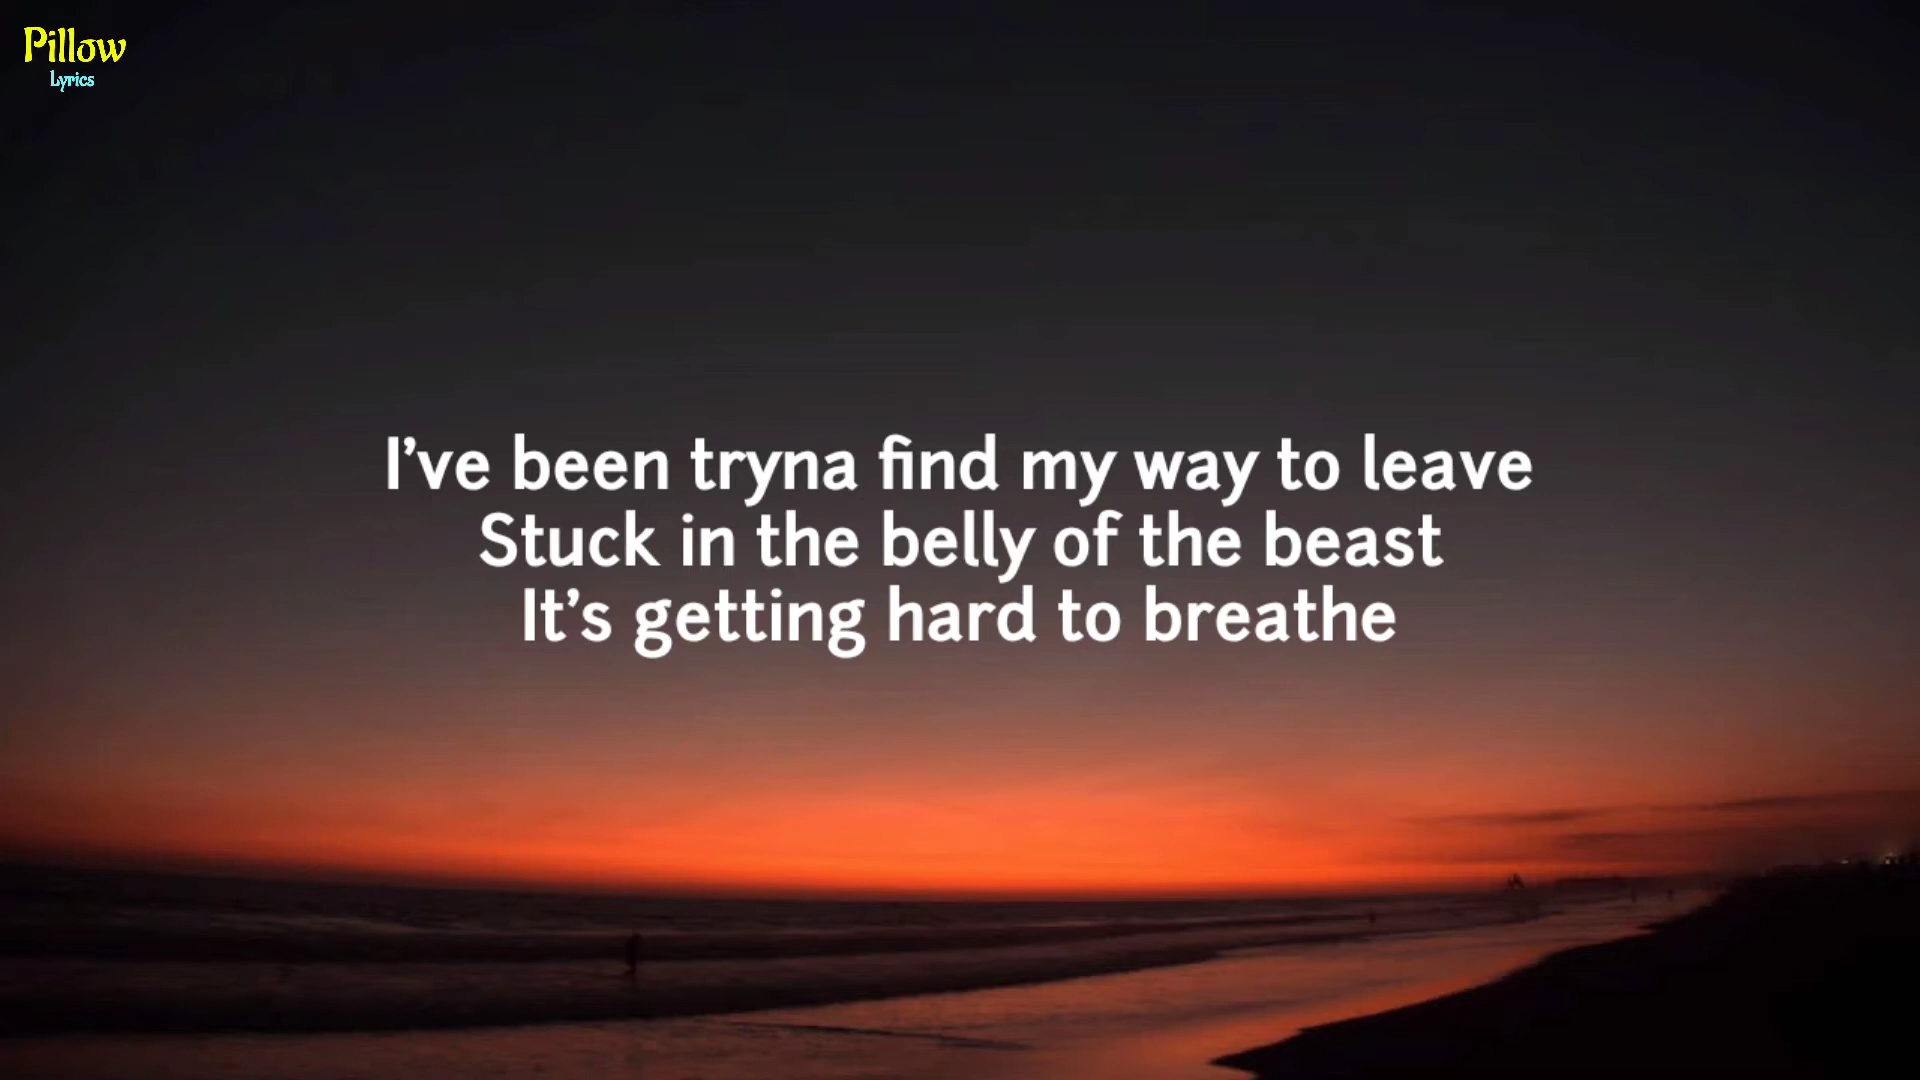 Pillow
Lyrics
I've been tryna find my way to leave
Stuck in the belly of the beast
It's getting hard to breathe